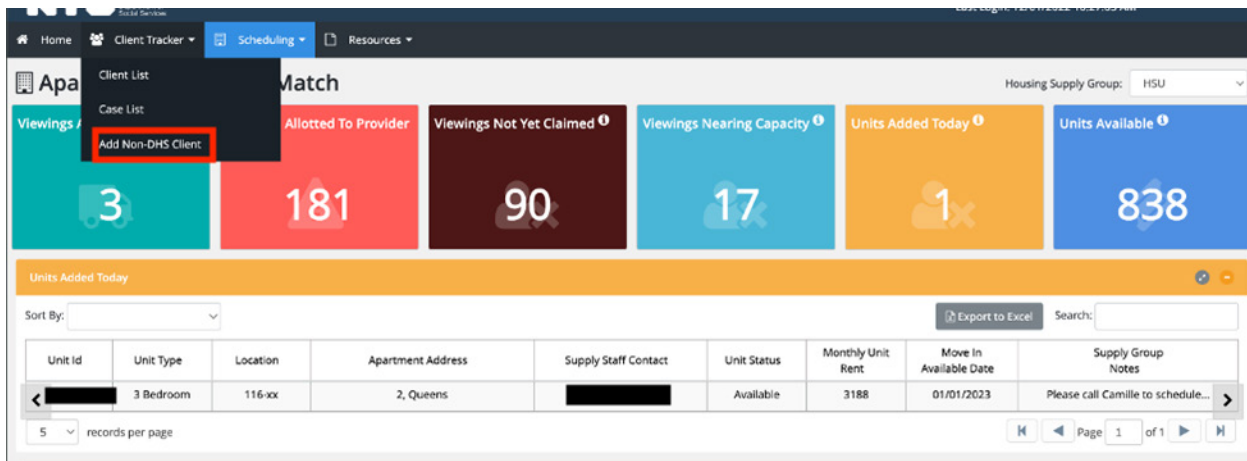 Social Services
Last Login: 12/01/2022 10:27:05 AM
Home Client Tracker Scheduling Resources
Client List
Case List
Add Non-DHS Client
Apa Match
Housing Supply Group: HSU
Viewings A
3
Allotted To Provider
181
Viewings Not Yet Claimed
90
Viewings Nearing Capacity
17
Units Added Today
1
Units Available
838
Units Added Today
Sort By: Export to Excel Search:
Unit Id Unit Type Location Apartment Address Supply Staff Contact Unit Status Monthly Unit Rent Move In Available Date Supply Group Notes
3 Bedroom 116-xx 2, Queens Available 3188 01/01/2023 Please call Camille to schedule...
5 records per page Page 1 of 1